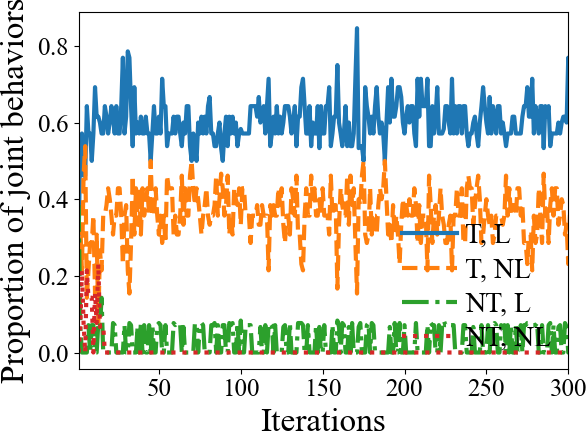 Proportion of joint behaviors
0.8
0.6
0.4
0.2
0.0
T, L
T, NL
NT, L
NT, NL
50
100
150
200
250
300
Iterations